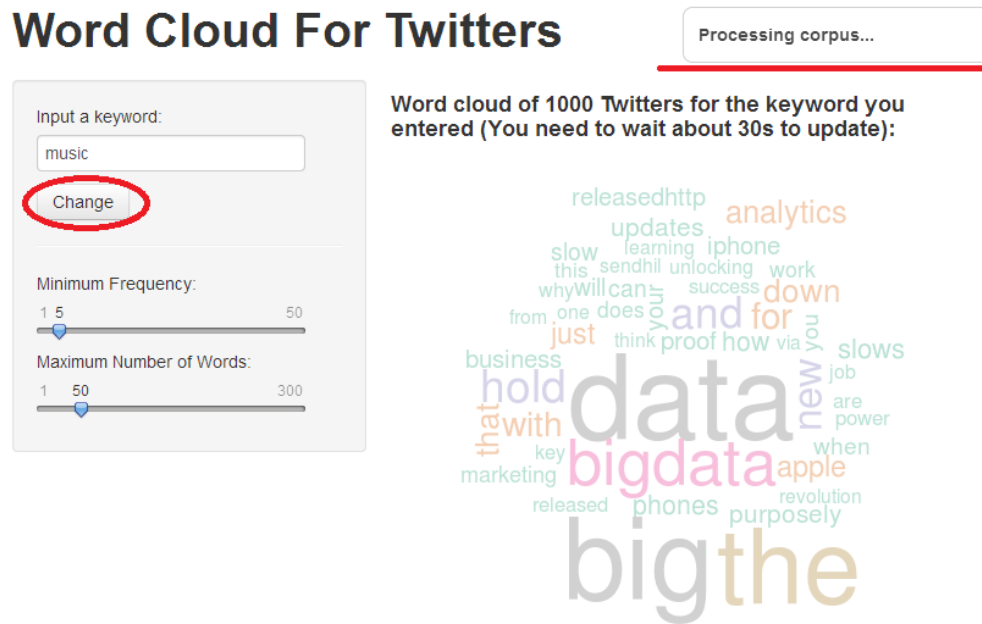 Word Cloud For Twitters
Processing corpus...
Input a keyword:
music
Change
Minimum Frequency:
1 5 50
Maximum Number of Words:
1 50 300
Word cloud of 1000 Twitters for the keyword you
entered (You need to wait about 30s to update):
releasedhttp
analytics
updates
slow learning iphone
this sendhil unlocking work
why will can your success down
from one does and for
just think proof how via you slows
business
hold data new job
that are
with power
key bigdata when
marketing apple
released phones revolution
purposely
big the